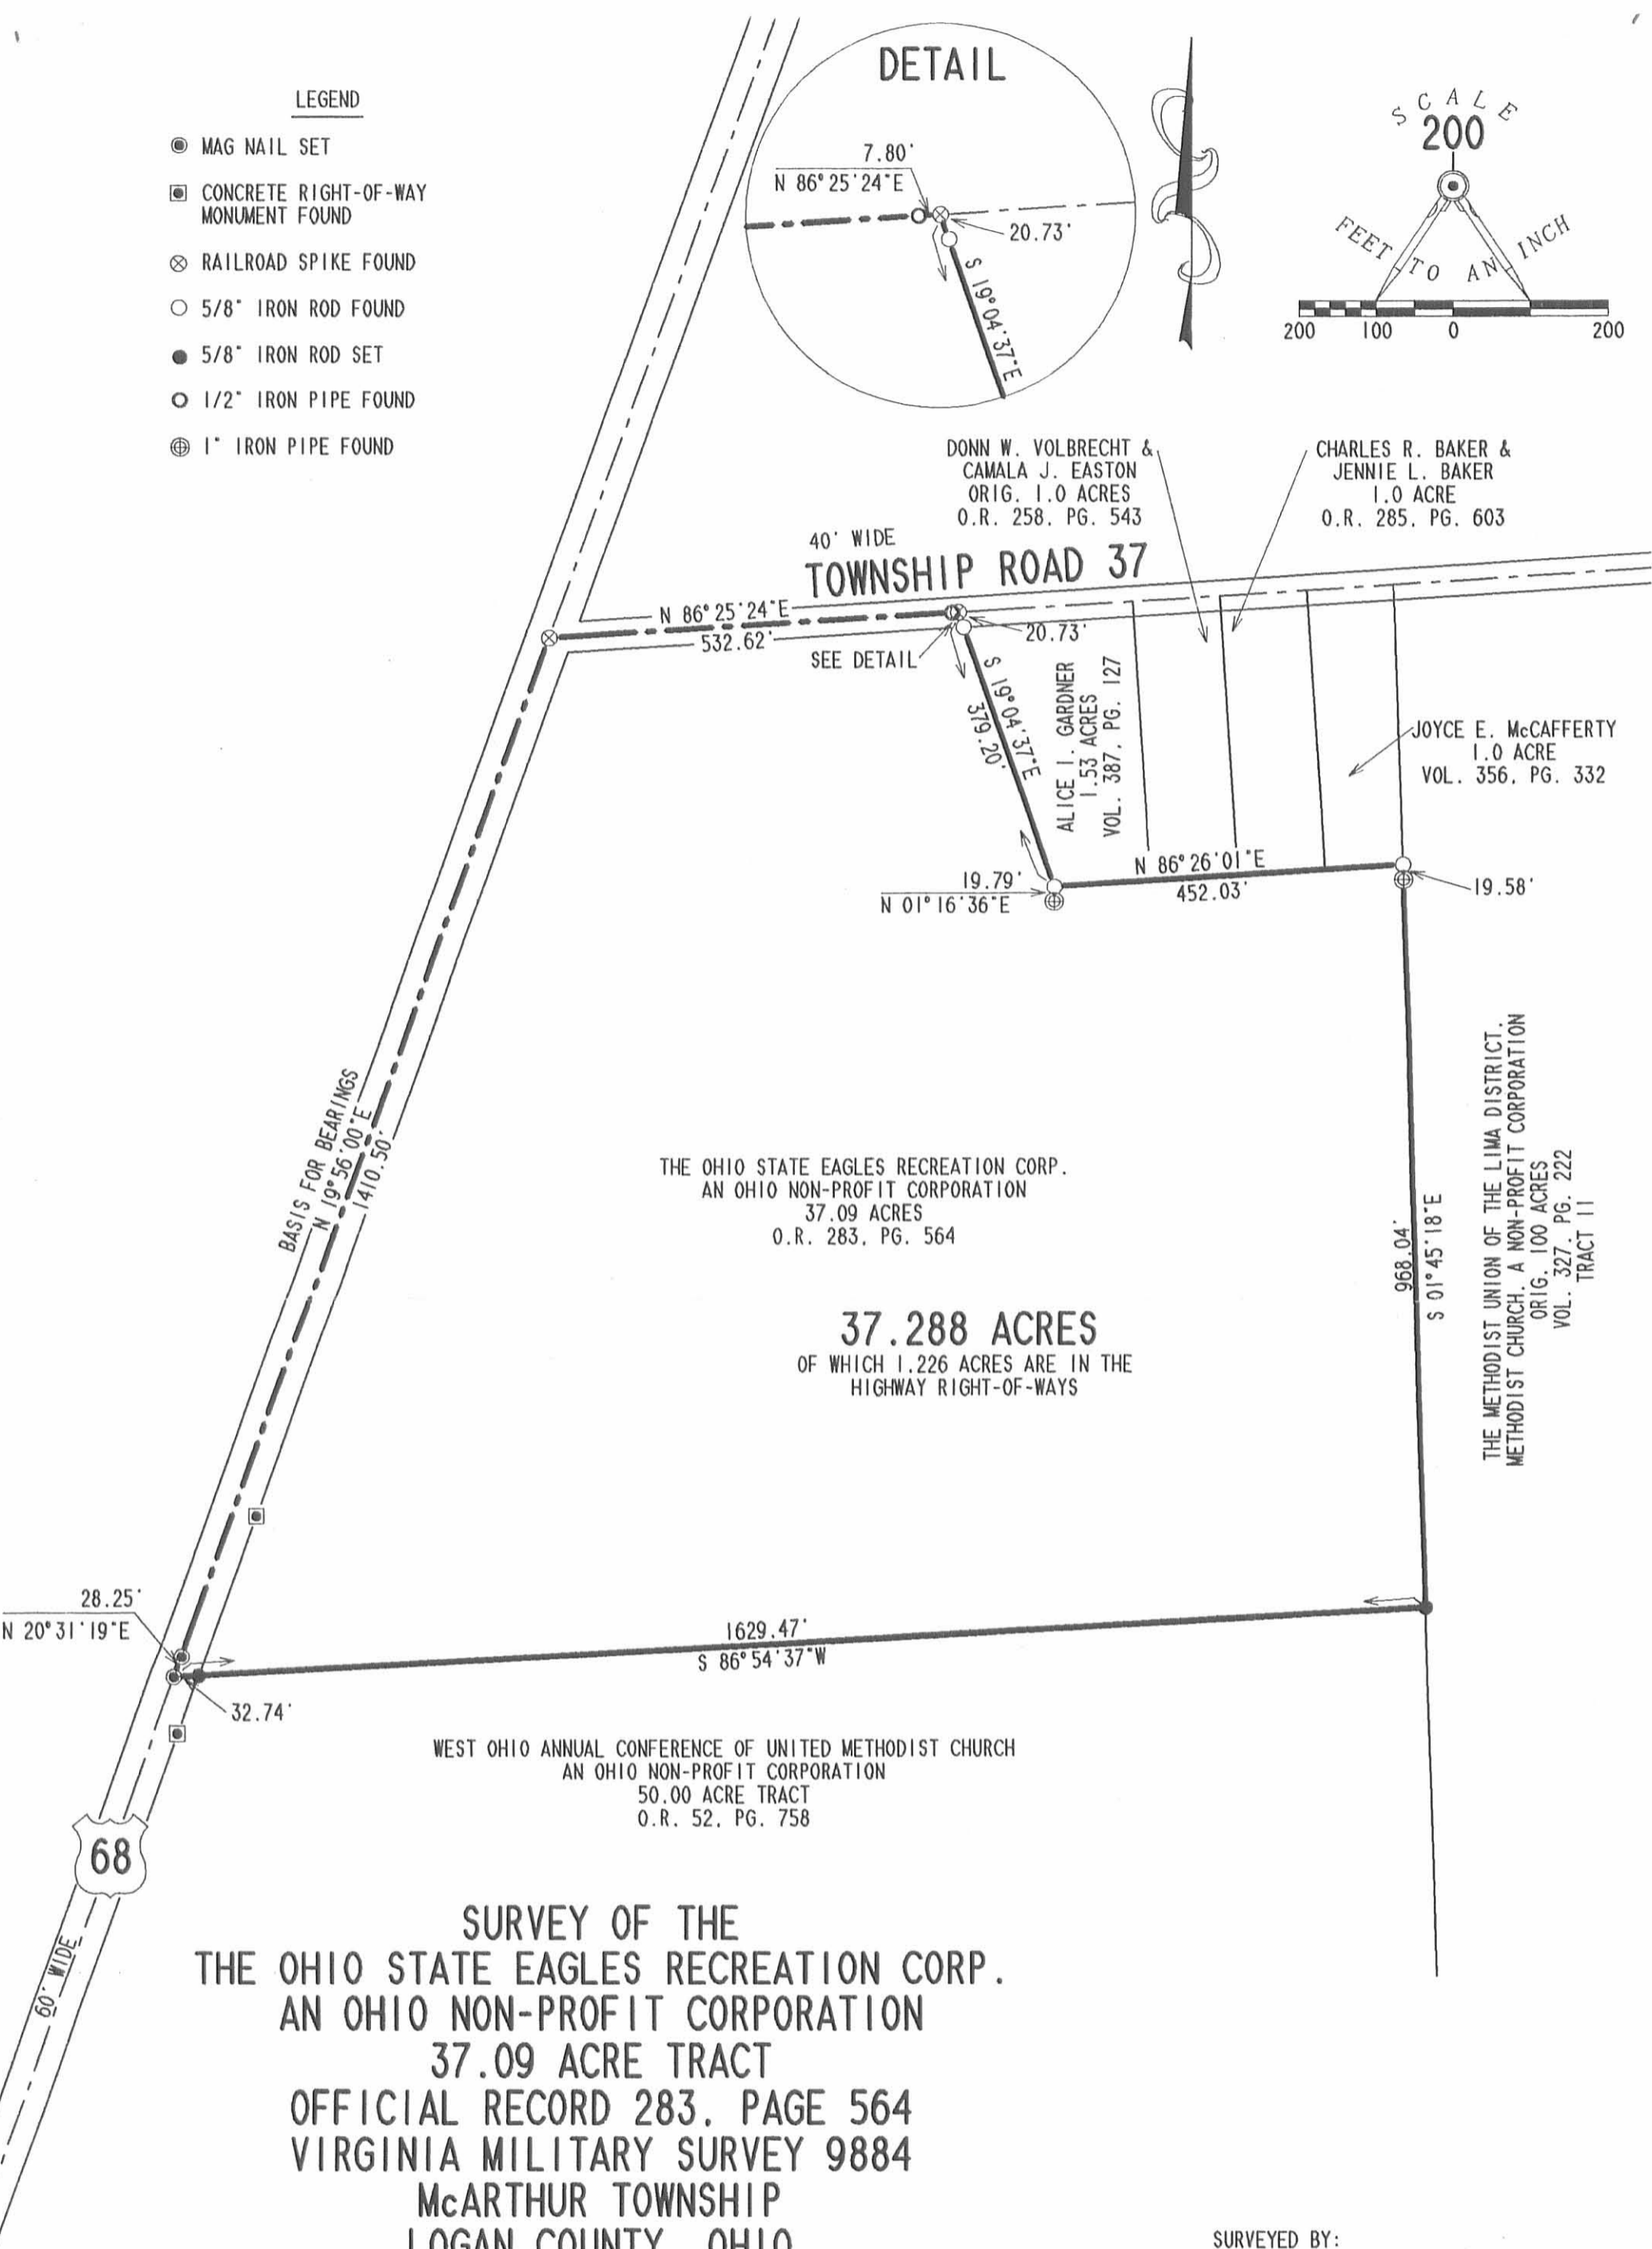 LEGEND
MAG NAIL SET
CONCRETE RIGHT-OF-WAY
MONUMENT FOUND
RAILROAD SPIKE FOUND
5/8" IRON ROD FOUND
5/8" IRON ROD SET
1/2" IRON PIPE FOUND
1" IRON PIPE FOUND
DETAIL
7.80'
N 86°25'24"E
20.73'
S 19°04'37"E
SCALE
200
FEET TO AN INCH
200 100 0 200
DONN W. VOLBRECHT &
CAMALA J. EASTON
ORIG. 1.0 ACRES
O.R. 258, PG. 543
CHARLES R. BAKER &
JENNIE L. BAKER
1.0 ACRE
O.R. 285, PG. 603
40' WIDE
TOWNSHIP ROAD 37
N 86°25'24"E
532.62'
20.73'
SEE DETAIL
S 19°04'37"E
379.20'
ALICE I. GARDNER
1.53 ACRES
VOL. 387, PG. 127
JOYCE E. McCAFFERTY
1.0 ACRE
VOL. 356, PG. 332
N 86°26'01"E
452.03'
19.79'
N 01°16'36"E
19.58'
BASIS FOR BEARINGS
N 19°56'00"E
1410.50'
THE OHIO STATE EAGLES RECREATION CORP.
AN OHIO NON-PROFIT CORPORATION
37.09 ACRES
O.R. 283, PG. 564
37.288 ACRES
OF WHICH 1.226 ACRES ARE IN THE
HIGHWAY RIGHT-OF-WAYS
968.04'
S 01°45'18"E
THE METHODIST UNION OF THE LIMA DISTRICT,
METHODIST CHURCH, A NON-PROFIT CORPORATION
ORIG. 100 ACRES
VOL. 327, PG. 222
TRACT II
28.25'
N 20°31'19"E
1629.47'
S 86°54'37"W
32.74'
WEST OHIO ANNUAL CONFERENCE OF UNITED METHODIST CHURCH
AN OHIO NON-PROFIT CORPORATION
50.00 ACRE TRACT
O.R. 52, PG. 758
68
60' WIDE
SURVEY OF THE
THE OHIO STATE EAGLES RECREATION CORP.
AN OHIO NON-PROFIT CORPORATION
37.09 ACRE TRACT
OFFICIAL RECORD 283, PAGE 564
VIRGINIA MILITARY SURVEY 9884
McARTHUR TOWNSHIP
LOGAN COUNTY, OHIO
SURVEYED BY: